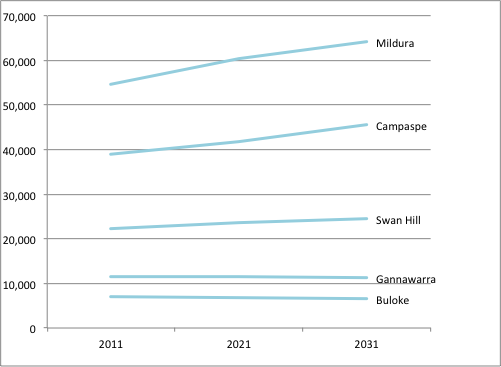 70,000
60,000
50,000
40,000
30,000
20,000
10,000
0
Mildura
Campaspe
Swan Hill
Gannawarra
Buloke
2011 2021 2031